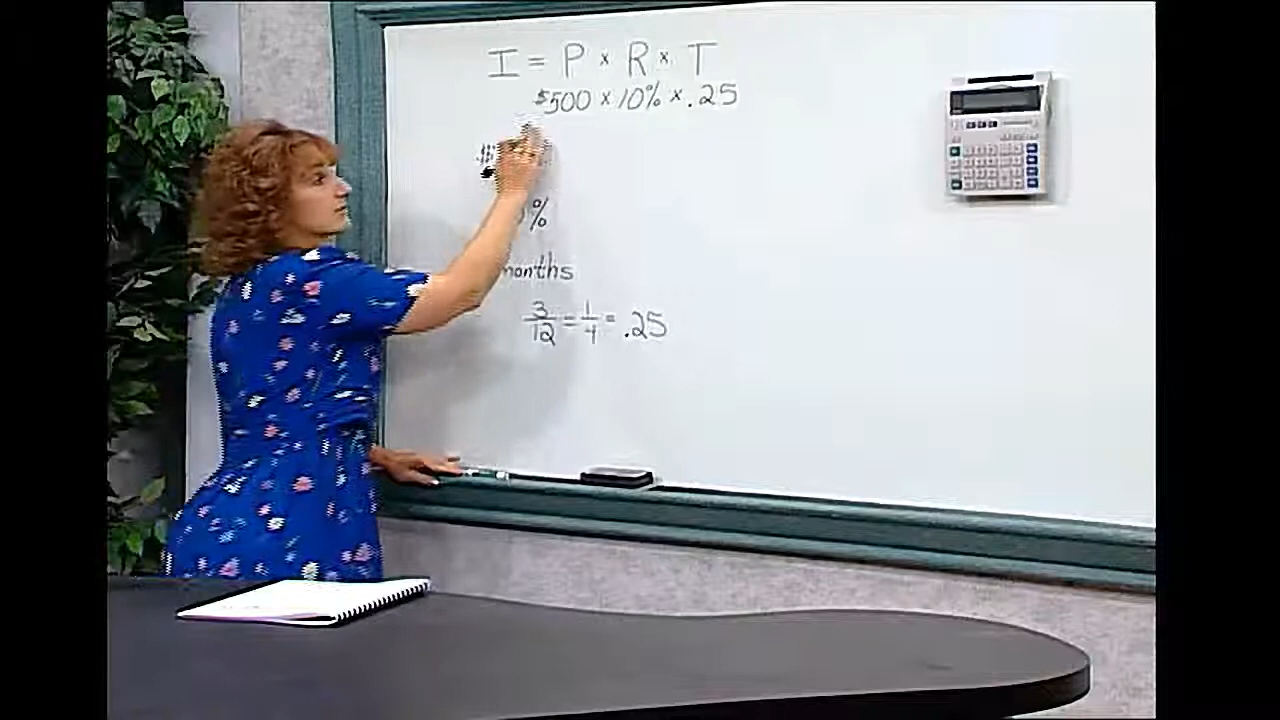 I = P × R × T
$500 × 10% × .25
%
months
3/12 = 1/4 = .25